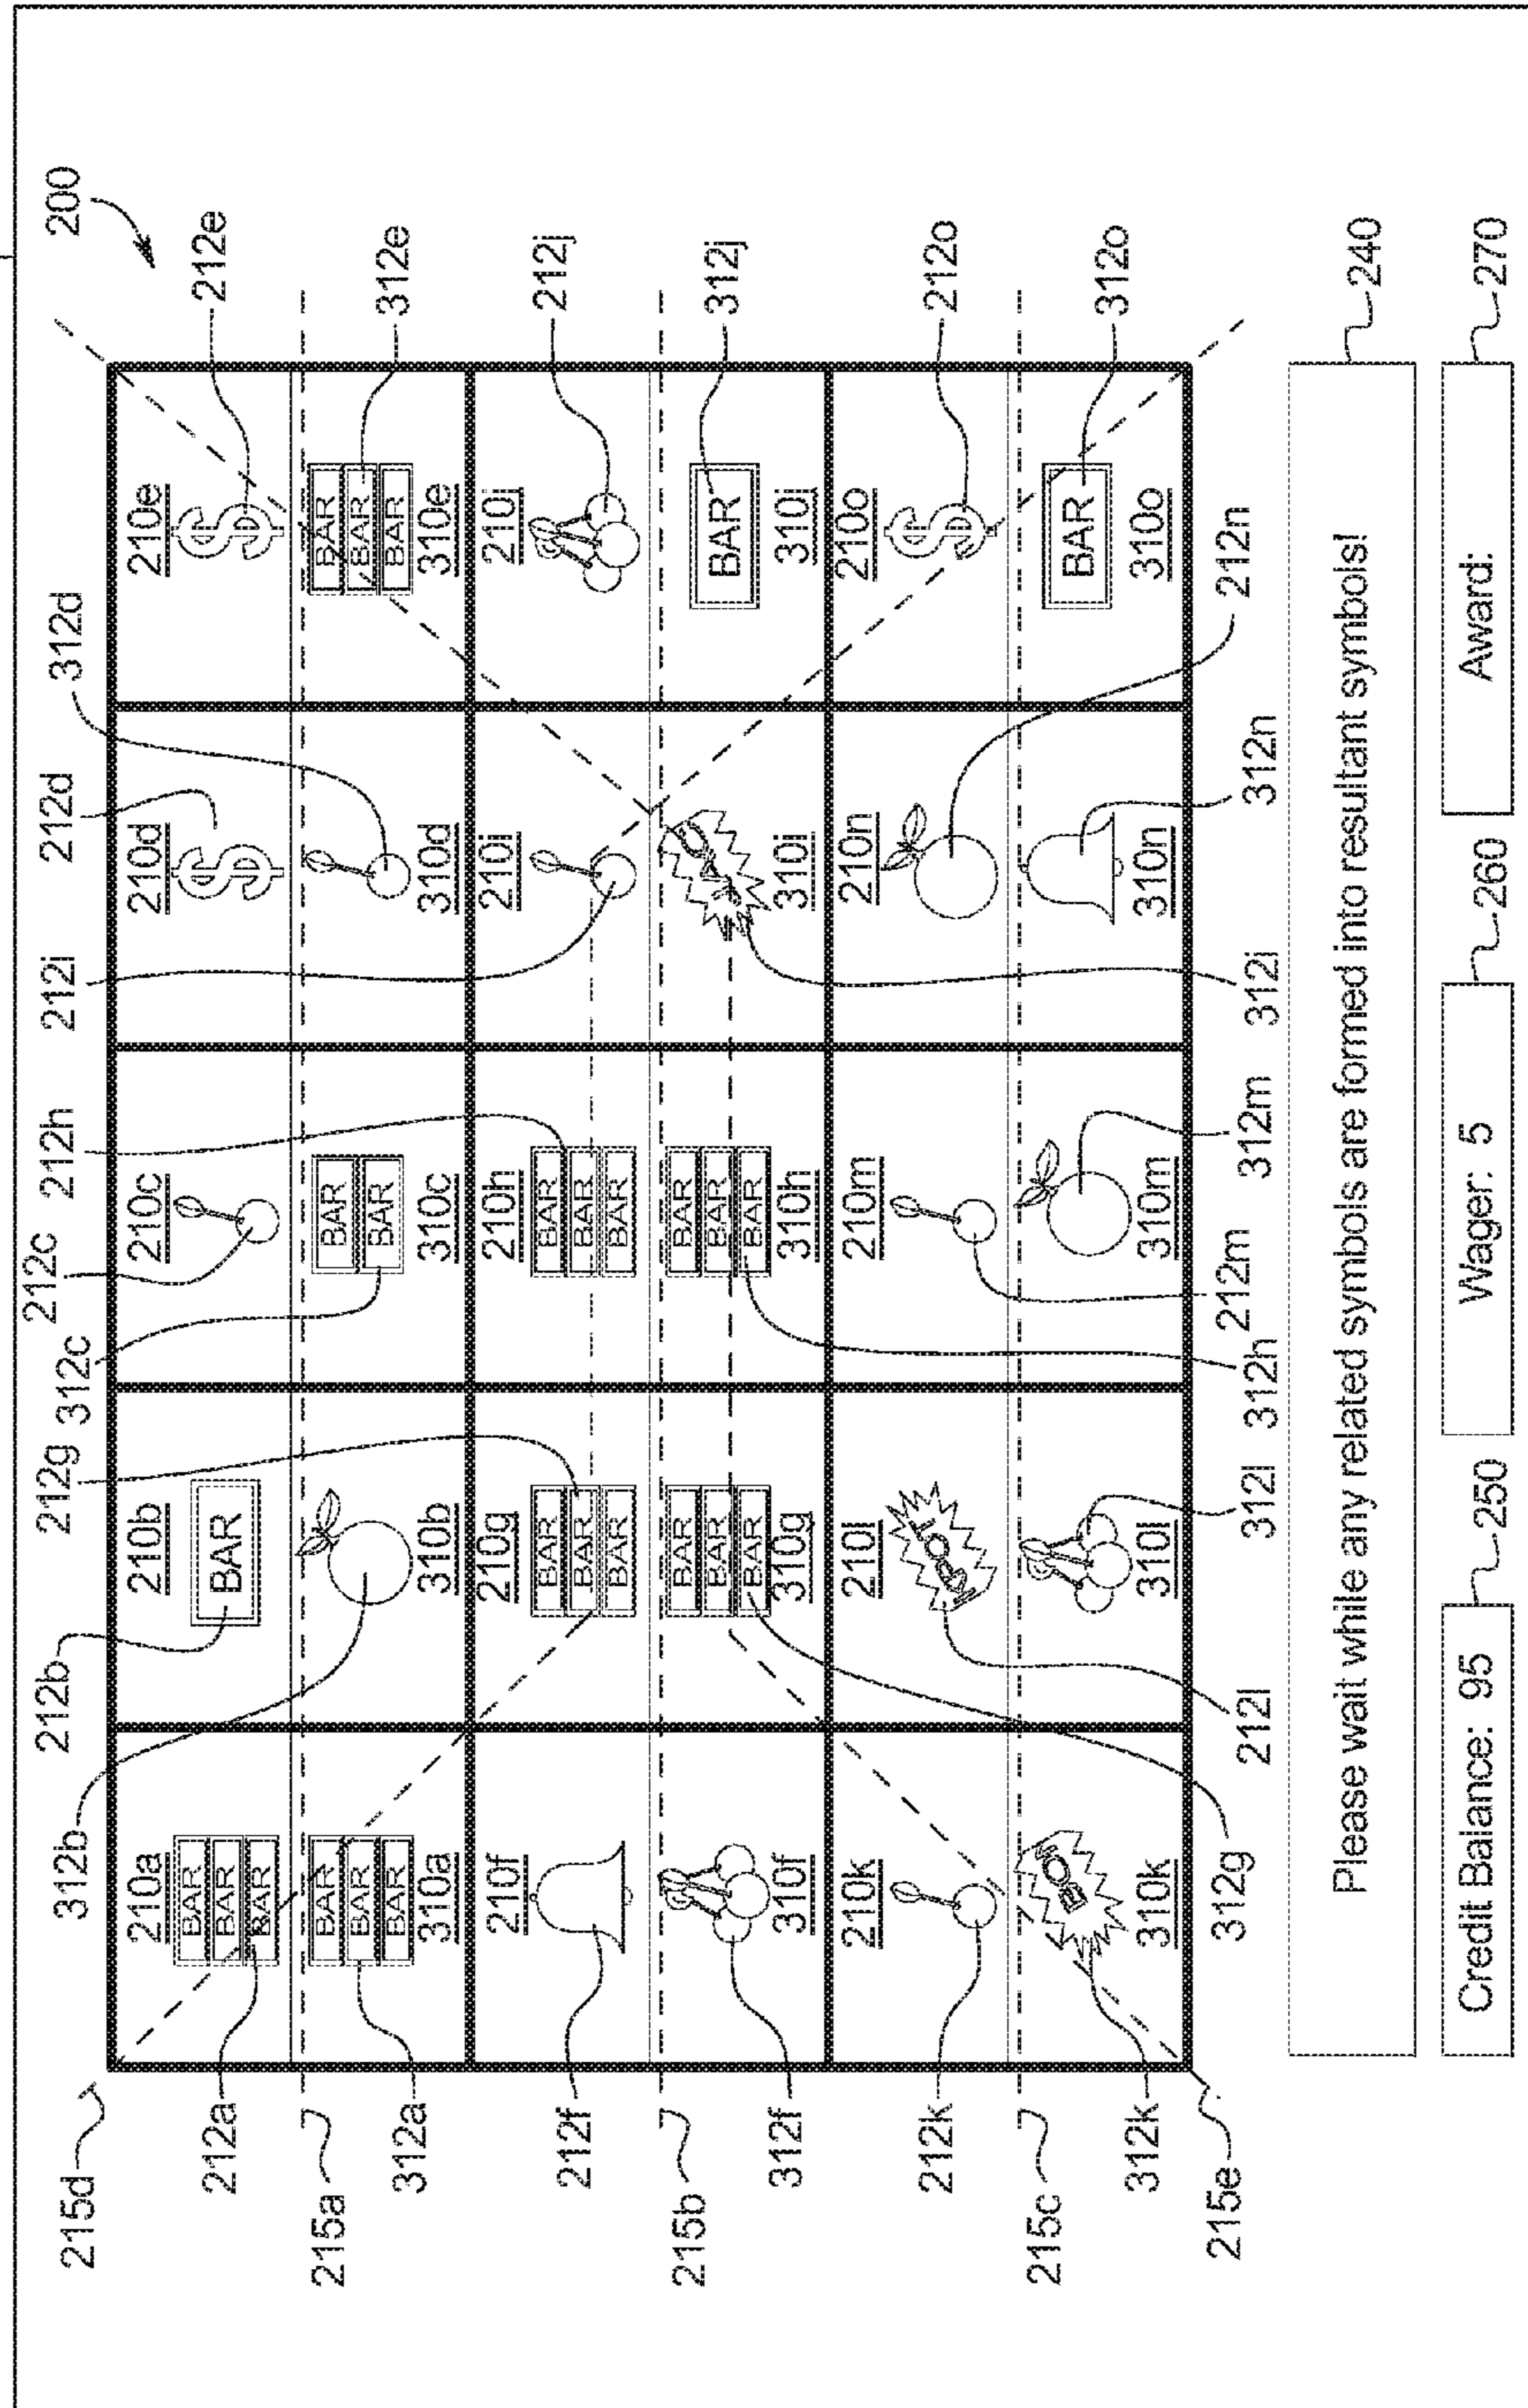 200
212b 212g 212c 212h 212i 212d 312d
215d 312b 312c
210a 210b 210c 210d 210e
212e
212a
BAR
BAR
BAR
BAR
$
$
215a
BAR
BAR
BAR
BAR
BAR
BAR
BAR
BAR
312e
312a
310a 310b 310c 310d 310e
210f 210g 210h 210i 210j
212j
212f
BAR
BAR
BAR
BAR
BAR
BAR
215b
BAR
BAR
BAR
BAR
BAR
BAR
BAR
312j
312f
310f 310g 310h 310i 310j
210k 210l 210m 210n 210o
212k
$
212o
215c
BAR
312k
312o
310k 310l 310m 310n 310o
215e 312g 212l 312l 312h 212m 312m 312i 312n 212n
Please wait while any related symbols are formed into resultant symbols!
240
Credit Balance: 95
250
Wager: 5
260
Award:
270